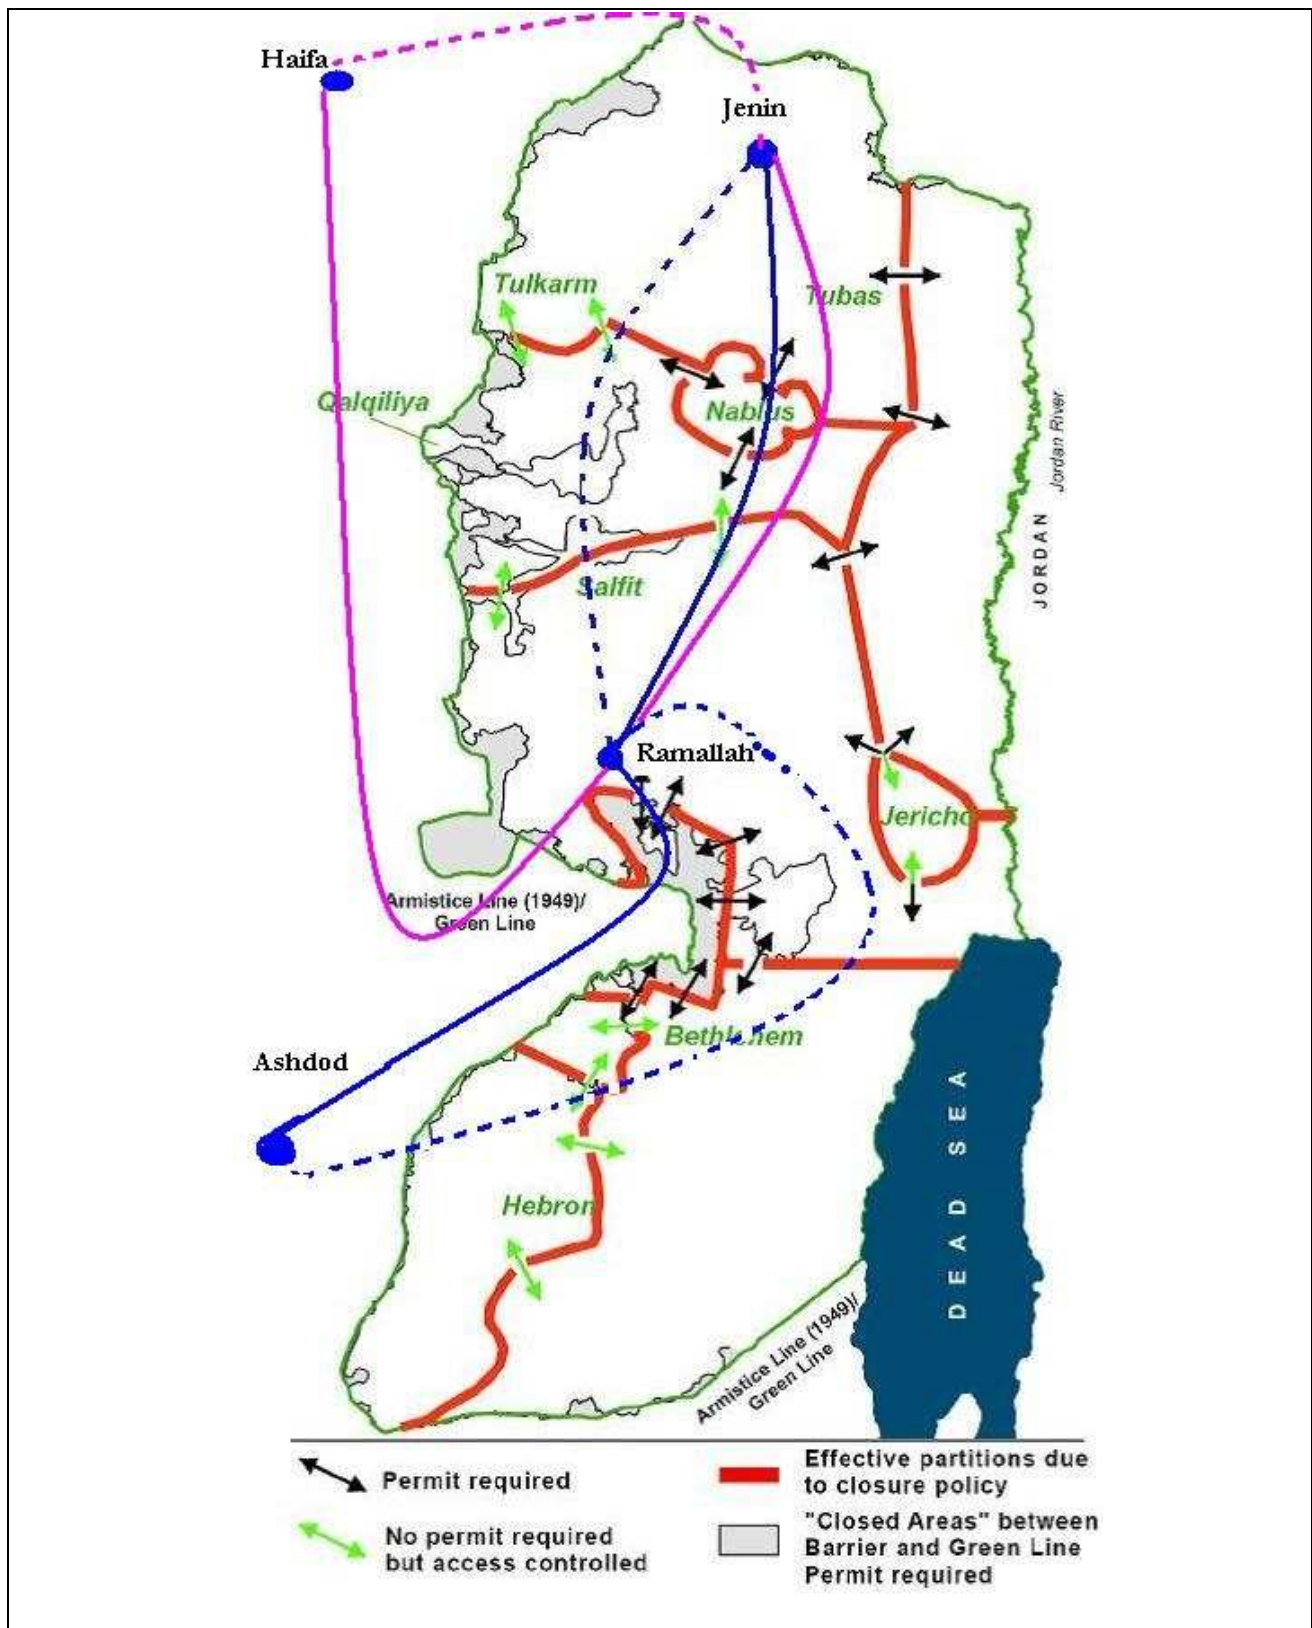 Haifa
Jenin
Tulkarm
Tubas
Qalqiliya
Nablus
Jordan River
JORDAN
Salfit
Ramallah
Jericho
Armistice Line (1949)/
Green Line
Bethlehem
Ashdod
DEAD SEA
Hebron
Armistice Line (1949)/
Green Line
Permit required
No permit required
but access controlled
Effective partitions due
to closure policy
"Closed Areas" between
Barrier and Green Line
Permit required